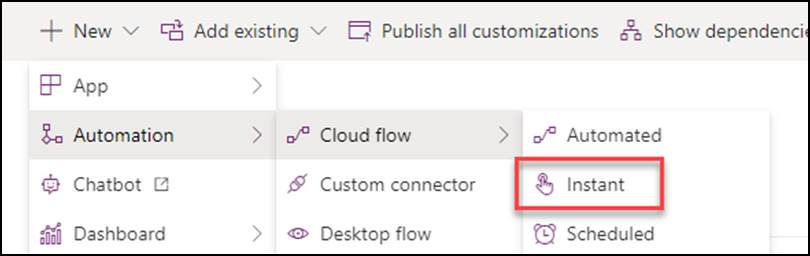 New Add existing Publish all customizations Show dependencie
App
Automation Cloud flow Automated
Chatbot Custom connector Instant
Dashboard Desktop flow Scheduled